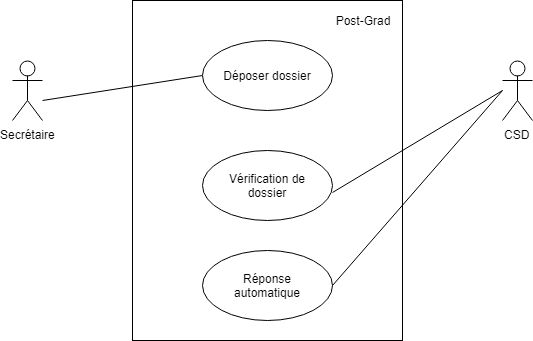 Post-Grad
Déposer dossier
Secrétaire
CSD
Vérification de
dossier
Réponse
automatique